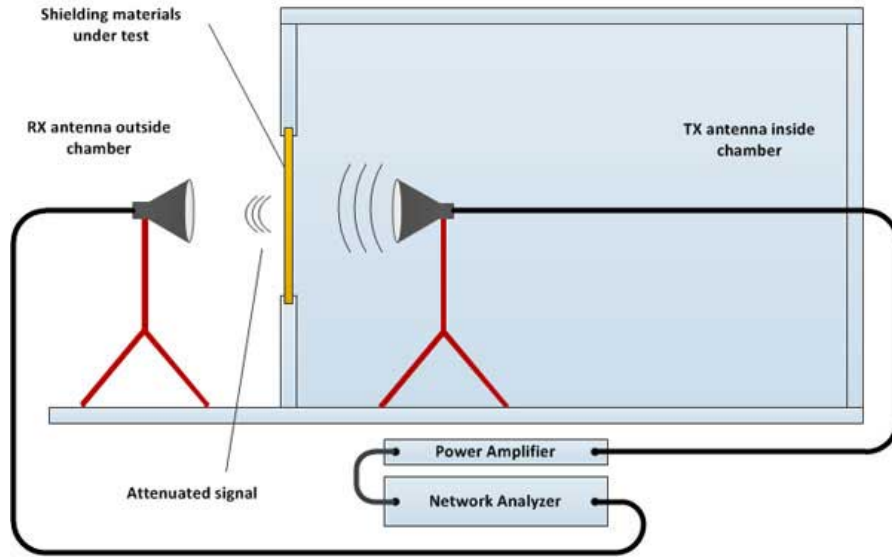 Shielding materials
under test
RX antenna outside
chamber
TX antenna inside
chamber
Attenuated signal
Power Amplifier
Network Analyzer